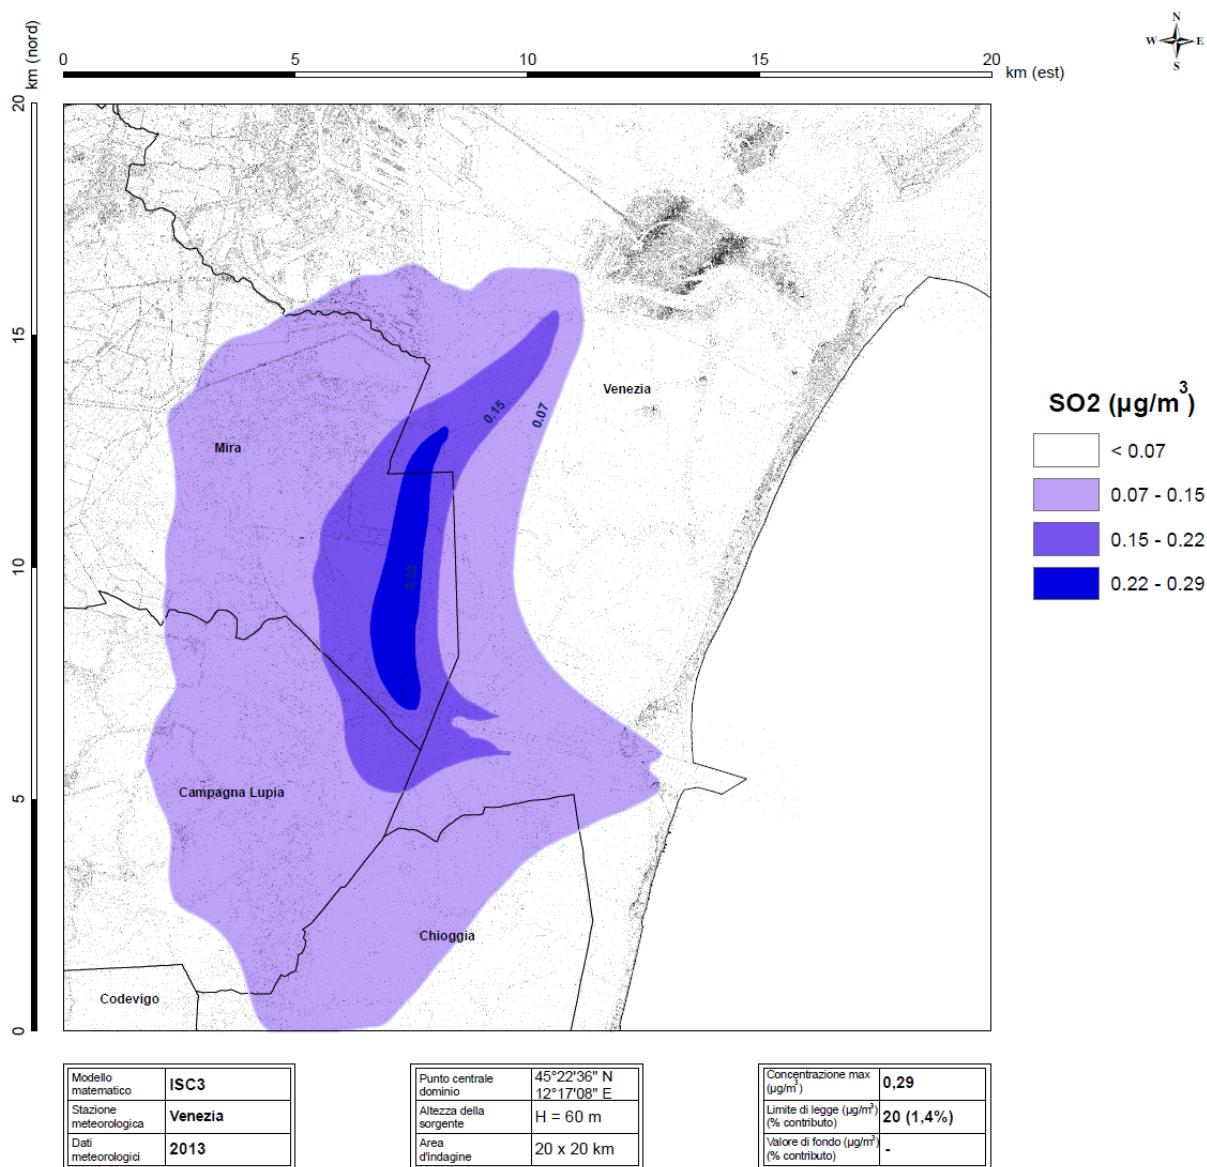 N
W E
S
0 5 10 15 20 km (est)
km (nord)
20
15
10
5
0
Venezia
0.15
0.07
Mira
0.22
Campagna Lupia
Chioggia
Codevigo
SO2 (µg/m³)
< 0.07
0.07 - 0.15
0.15 - 0.22
0.22 - 0.29
Modello
matematico ISC3
Stazione
meteorologica Venezia
Dati
meteorologici 2013
Punto centrale
dominio
45°22'36" N
12°17'08" E
Altezza della
sorgente H = 60 m
Area
d'indagine 20 x 20 km
Concentrazione max
(µg/m³) 0,29
Limite di legge (µg/m³)
(% contributo) 20 (1,4%)
Valore di fondo (µg/m³)
(% contributo) -